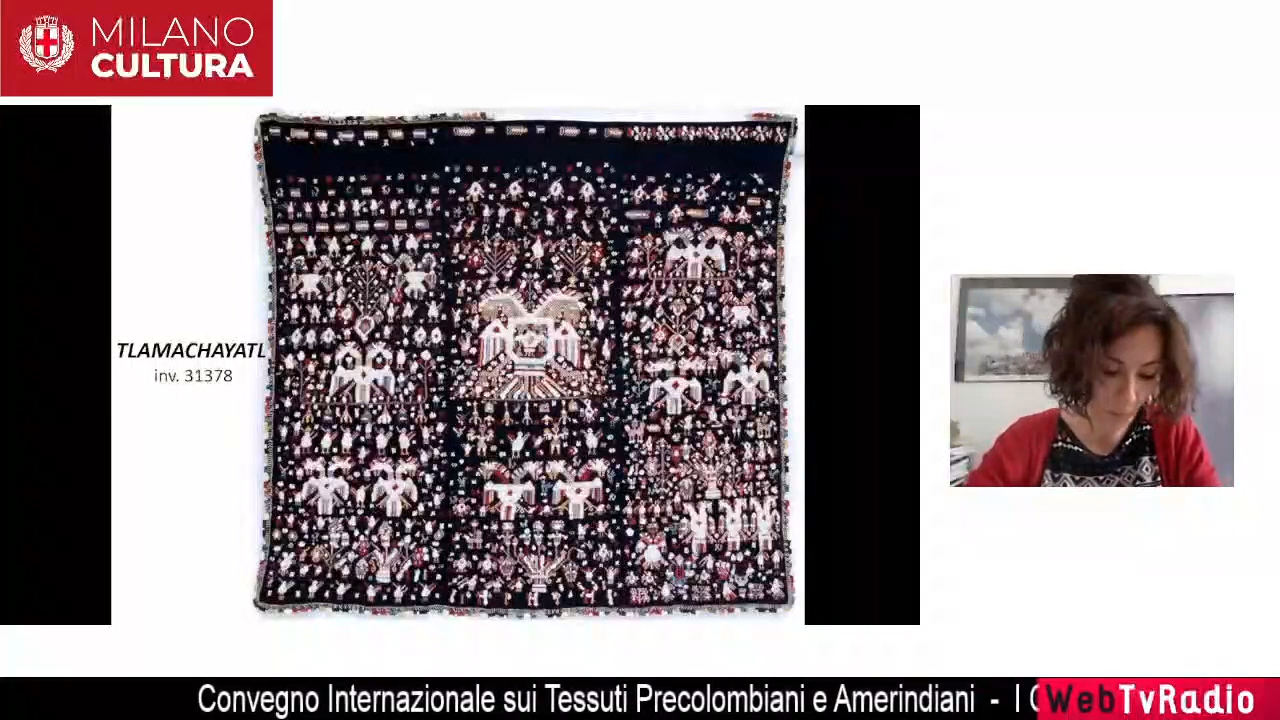 MILANO
CULTURA
TLAMACHAYATL
inv. 31378
Convegno Internazionale sui Tessuti Precolombiani e Amerindiani - I
WebTvRadio